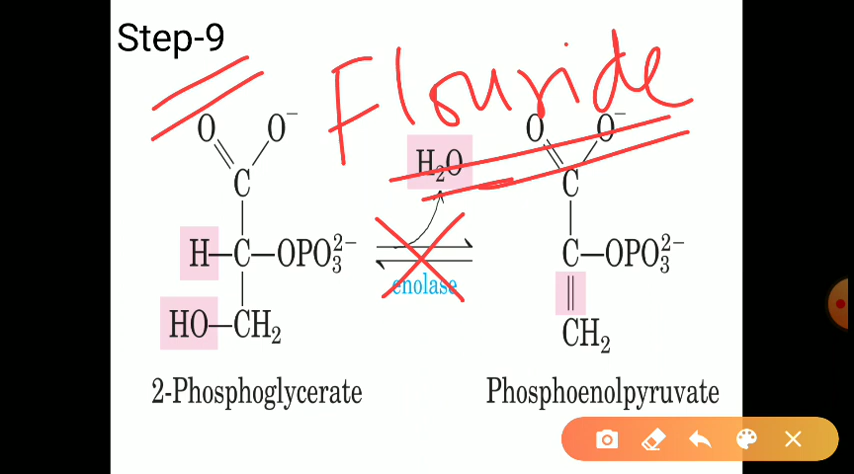 Step-9
Flouride
O O⁻ O O⁻
H₂O
C C
H–C–OPO₃²⁻ C–OPO₃²⁻
enolase
HO–CH₂ CH₂
2-Phosphoglycerate Phosphoenolpyruvate